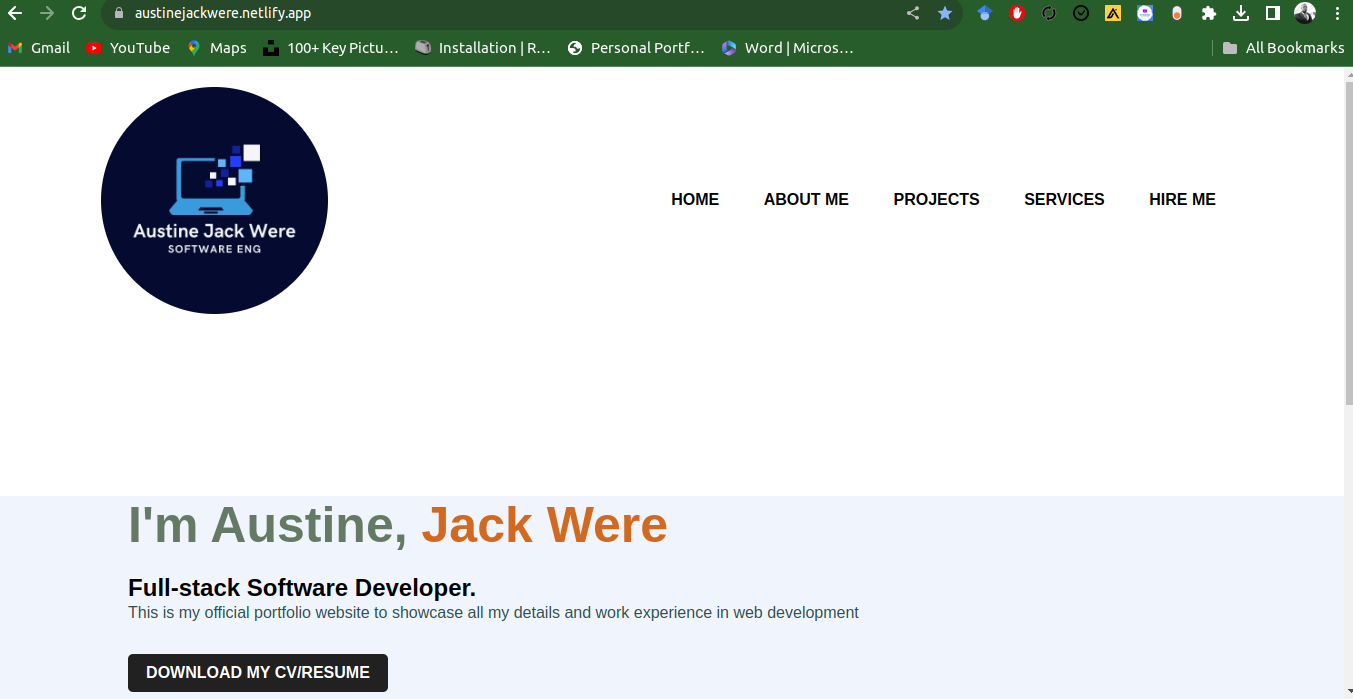 austinejackwere.netlify.app
Gmail YouTube Maps 100+ Key Pictu... Installation | R... Personal Portf... Word | Micros... All Bookmarks
Austine Jack Were
SOFTWARE ENG
HOME ABOUT ME PROJECTS SERVICES HIRE ME
I'm Austine, Jack Were
Full-stack Software Developer.
This is my official portfolio website to showcase all my details and work experience in web development
DOWNLOAD MY CV/RESUME